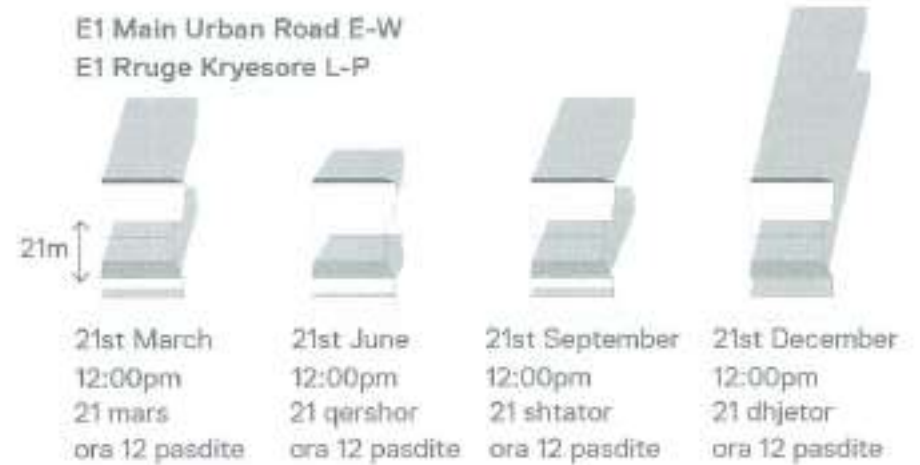 E1 Main Urban Road E-W
E1 Rruge Kryesore L-P
21m
21st March
12:00pm
21 mars
ora 12 pasdite
21st June
12:00pm
21 qershor
ora 12 pasdite
21st September
12:00pm
21 shtator
ora 12 pasdite
21st December
12:00pm
21 dhjetor
ora 12 pasdite